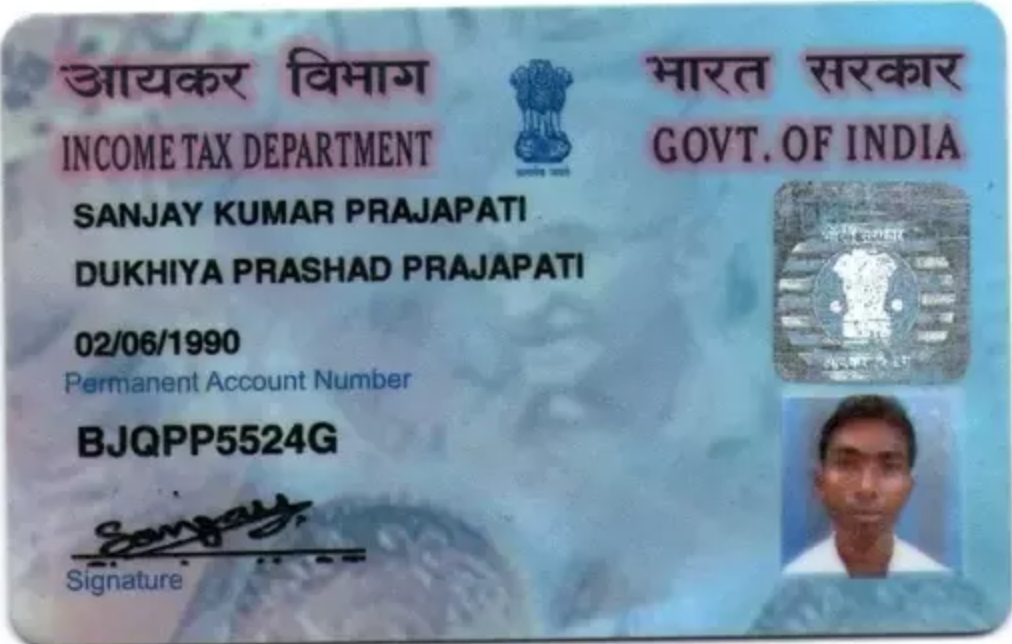 आयकर विभाग
भारत सरकार
INCOME TAX DEPARTMENT
GOVT. OF INDIA
SANJAY KUMAR PRAJAPATI
DUKHIYA PRASHAD PRAJAPATI
02/06/1990
Permanent Account Number
BJQPP5524G
Sanjay
Signature